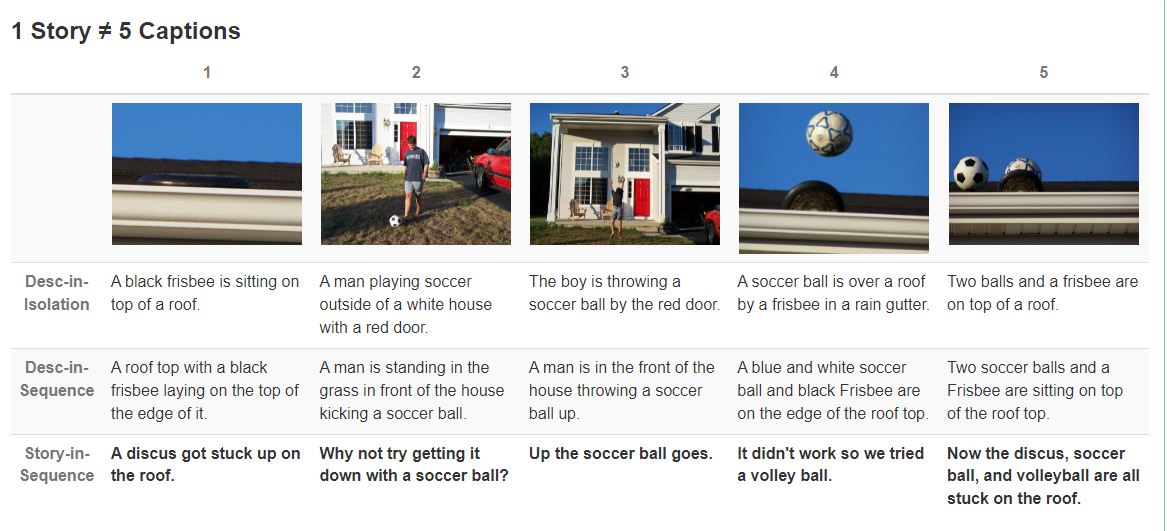 1 Story ≠ 5 Captions
1 2 3 4 5
Desc-in-
Isolation
A black frisbee is sitting on
top of a roof.
A man playing soccer
outside of a white house
with a red door.
The boy is throwing a
soccer ball by the red door.
A soccer ball is over a roof
by a frisbee in a rain gutter.
Two balls and a frisbee are
on top of a roof.
Desc-in-
Sequence
A roof top with a black
frisbee laying on the top of
the edge of it.
A man is standing in the
grass in front of the house
kicking a soccer ball.
A man is in the front of the
house throwing a soccer
ball up.
A blue and white soccer
ball and black Frisbee are
on the edge of the roof top.
Two soccer balls and a
Frisbee are sitting on top
of the roof top.
Story-in-
Sequence
A discus got stuck up on
the roof.
Why not try getting it
down with a soccer ball?
Up the soccer ball goes.
It didn't work so we tried
a volley ball.
Now the discus, soccer
ball, and volleyball are all
stuck on the roof.